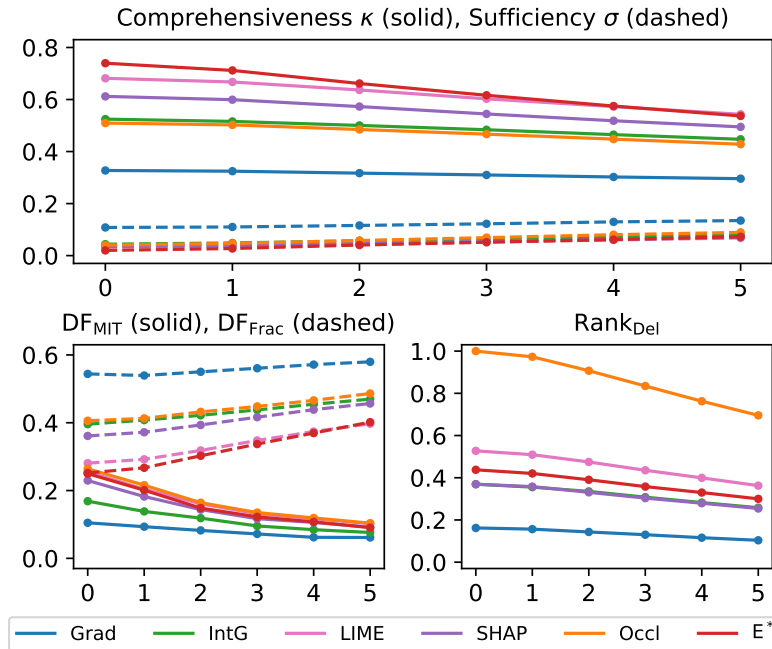 Comprehensiveness κ (solid), Sufficiency σ (dashed)
0.8
0.6
0.4
0.2
0.0
0 1 2 3 4 5
DF_MIT (solid), DF_Frac (dashed)
0.6
0.4
0.2
0.0
0 1 2 3 4 5
Rank_Del
1.0
0.8
0.6
0.4
0.2
0.0
0 1 2 3 4 5
Grad IntG LIME SHAP Occl E*